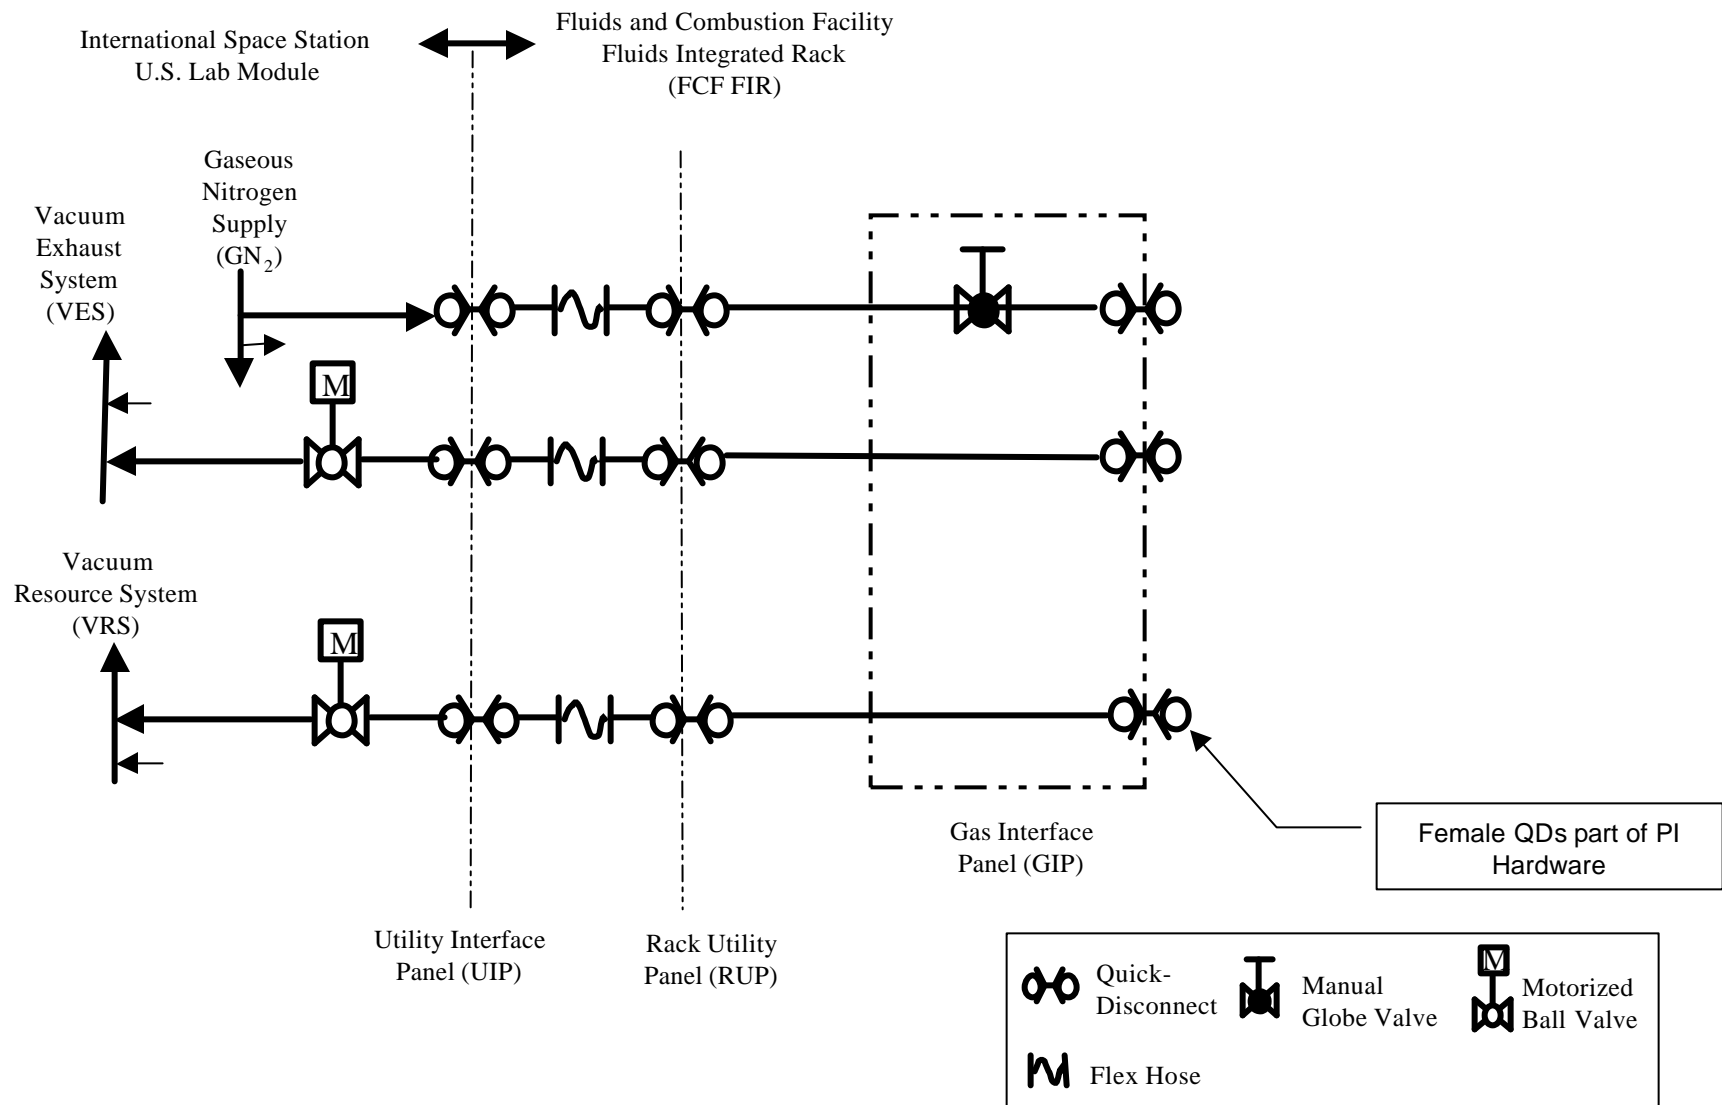 International Space Station
U.S. Lab Module
Fluids and Combustion Facility
Fluids Integrated Rack
(FCF FIR)
Gaseous
Nitrogen
Supply
(GN2)
Vacuum
Exhaust
System
(VES)
M
Vacuum
Resource System
(VRS)
M
Gas Interface
Panel (GIP)
Female QDs part of PI
Hardware
Utility Interface
Panel (UIP)
Rack Utility
Panel (RUP)
Quick-
Disconnect
Manual
Globe Valve
M
Motorized
Ball Valve
Flex Hose